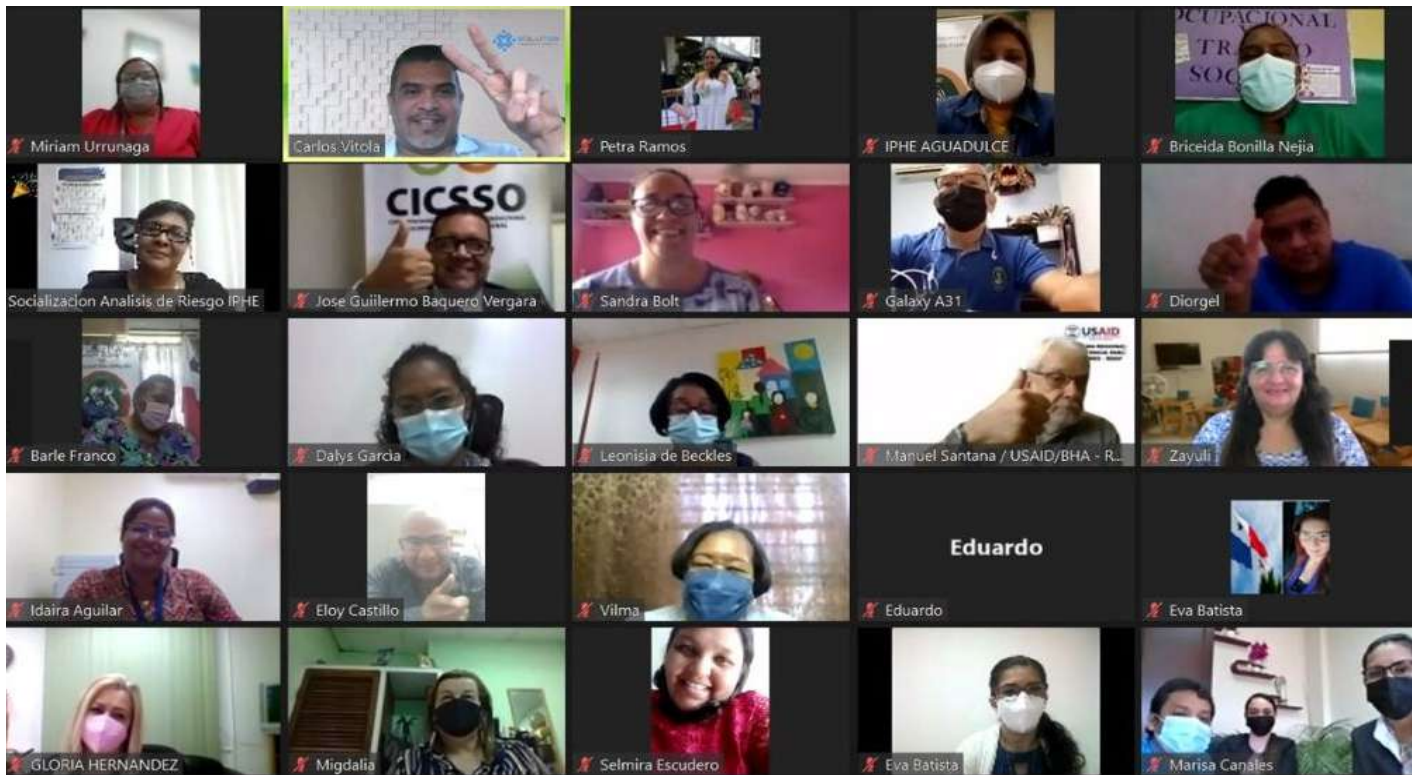 Miriam Urrunaga
Carlos Vitola
Petra Ramos
IPHE AGUADULCE
OCUPACIONAL
Briceida Bonilla Nejia
CICSSO
Socializacion Analisis de Riesgo IPHE
Jose Guiillermo Baquero Vergara
Sandra Bolt
Galaxy A31
Diorgel
USAID
Barle Franco
Dalys Garcia
Leonisia de Beckles
Manuel Santana / USAID/BHA - R...
Zayuli
Eduardo
Idaira Aguilar
Eloy Castillo
Vilma
Eduardo
Eva Batista
GLORIA HERNANDEZ
Migdalia
Selmira Escudero
Eva Batista
Marisa Canales